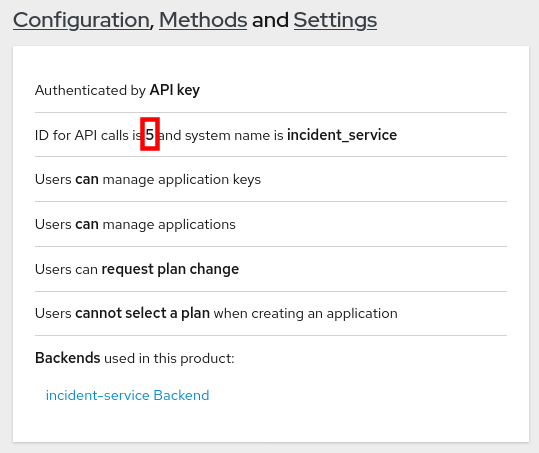 Configuration, Methods and Settings
Authenticated by API key
ID for API calls is 5 and system name is incident_service
Users can manage application keys
Users can manage applications
Users can request plan change
Users cannot select a plan when creating an application
Backends used in this product:
incident-service Backend